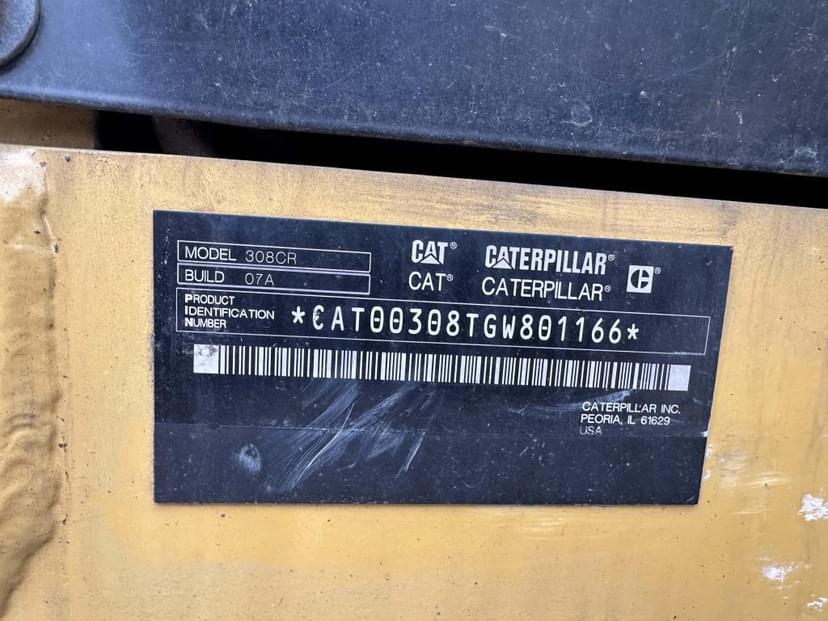 MODEL 308CR
BUILD 07A
CAT® CATERPILLAR®
CAT® CATERPILLAR® C®
PRODUCT
IDENTIFICATION
NUMBER
*CAT00308TGW801166*
CATERPILLAR INC.
PEORIA, IL 61629
USA